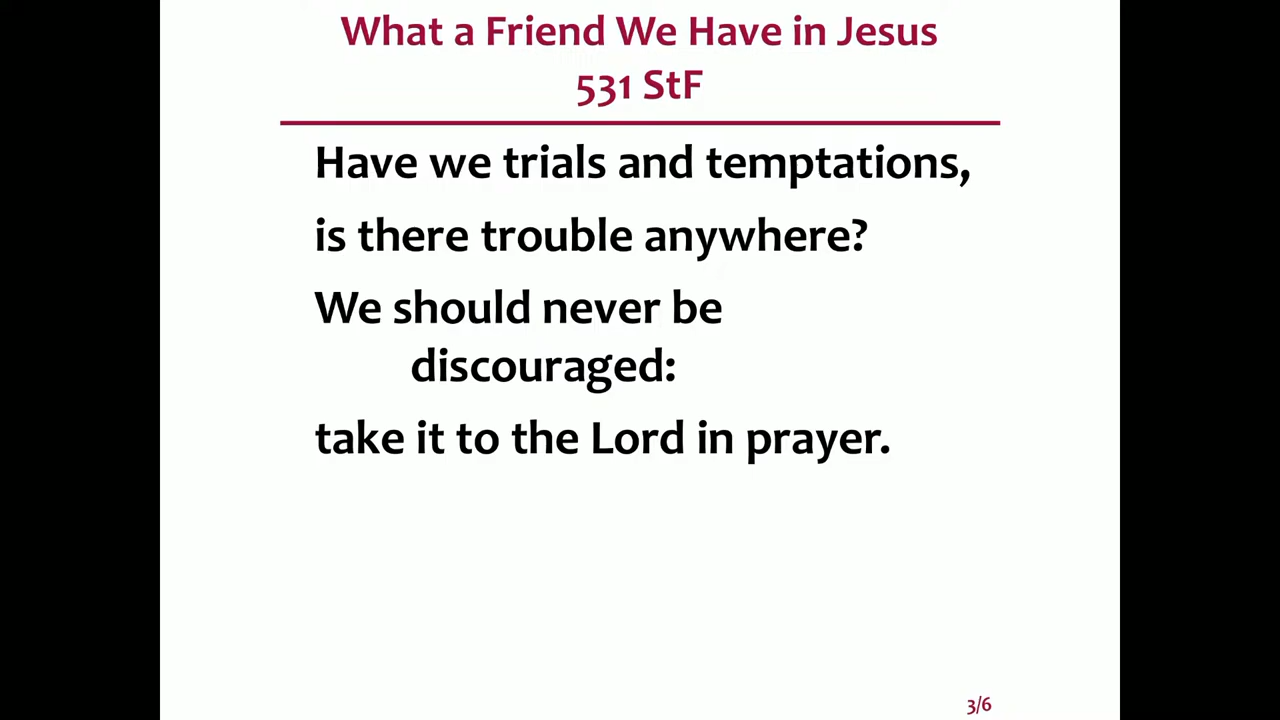 What a Friend We Have in Jesus
531 StF
Have we trials and temptations,
is there trouble anywhere?
We should never be
discouraged:
take it to the Lord in prayer.
3/6